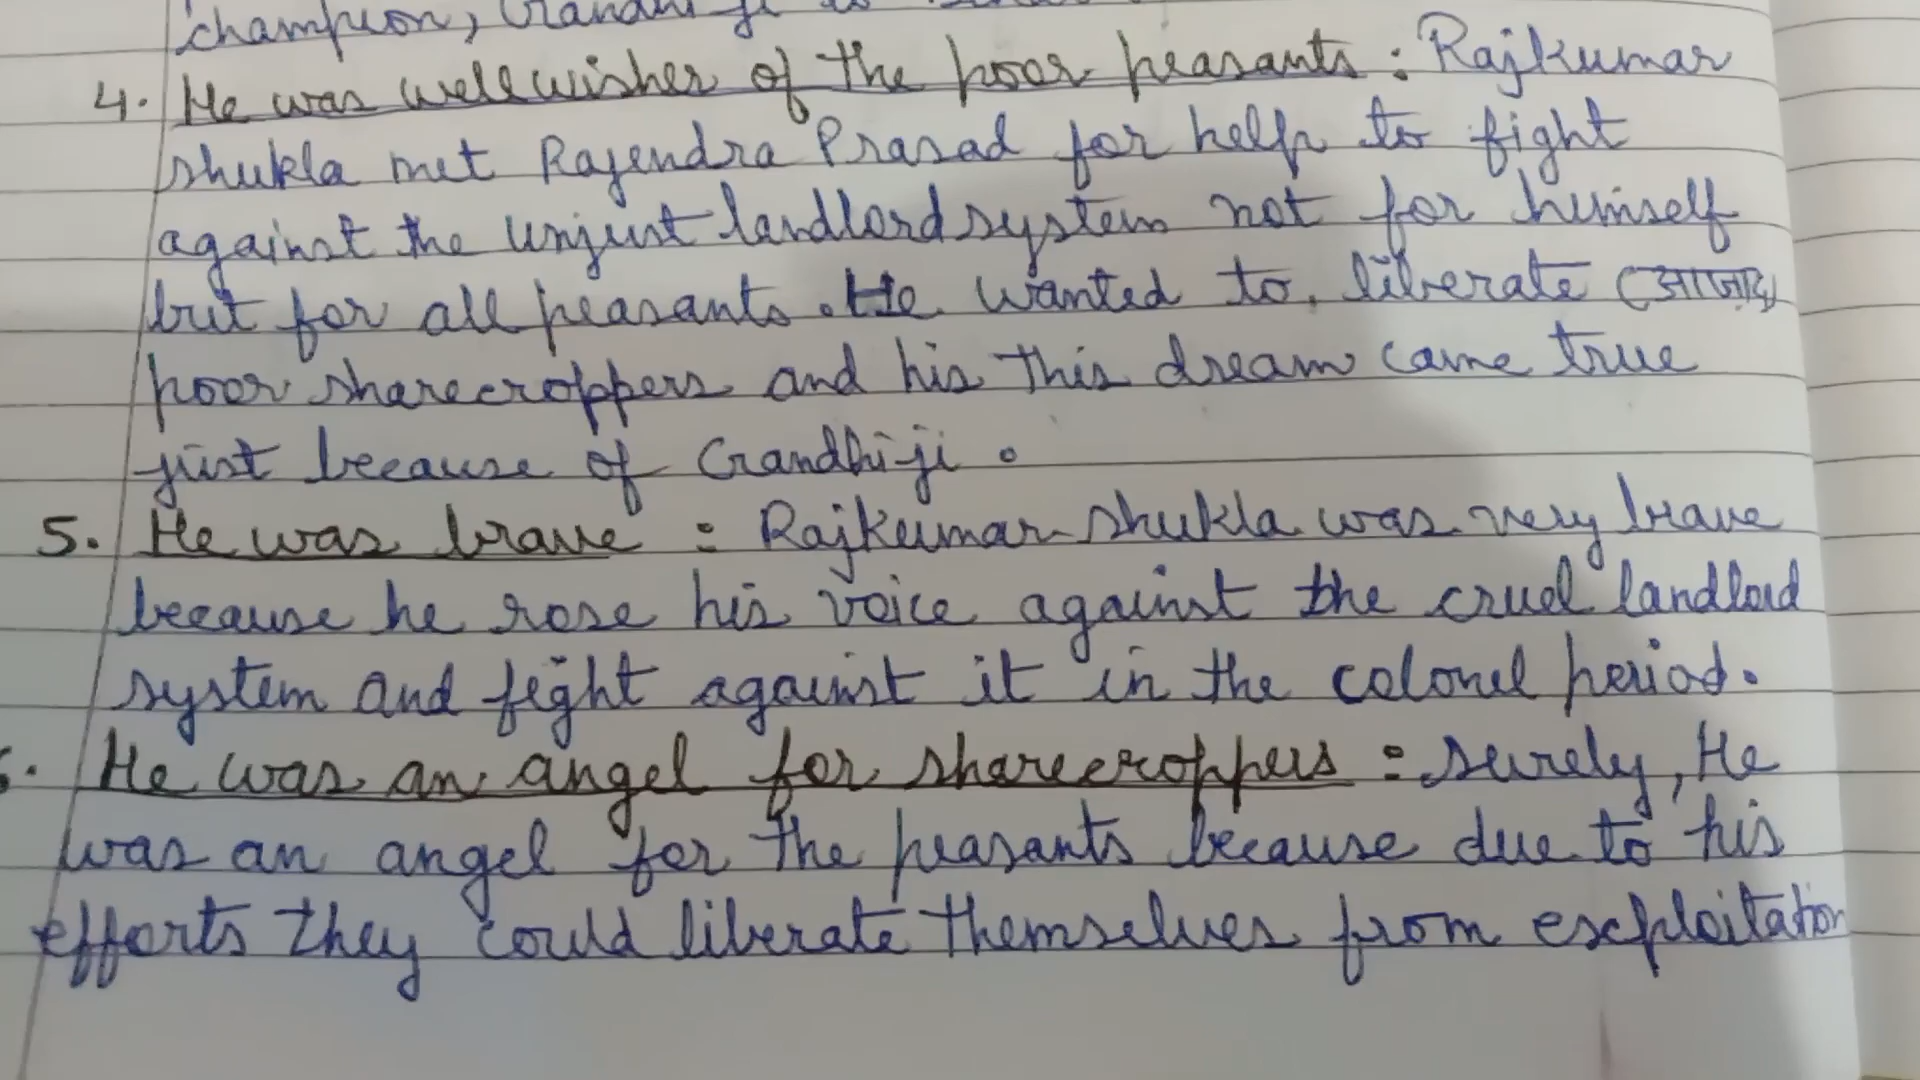 champion, Gandhi ji to
4. He was wellwisher of the poor peasants : Rajkumar
shukla met Rajendra Prasad for help to fight
against the unjust landlord system not for himself
but for all peasants. He wanted to, liberate (आजाद)
poor sharecroppers and his this dream came true
just because of Gandhiji.
5. He was brave : Rajkumar shukla was very brave
because he rose his voice against the cruel landlord
system and fight against it in the colonel period.
6. He was an angel for sharecroppers : surely, He
was an angel for the peasants because due to his
efforts they could liberate themselves from exploitation